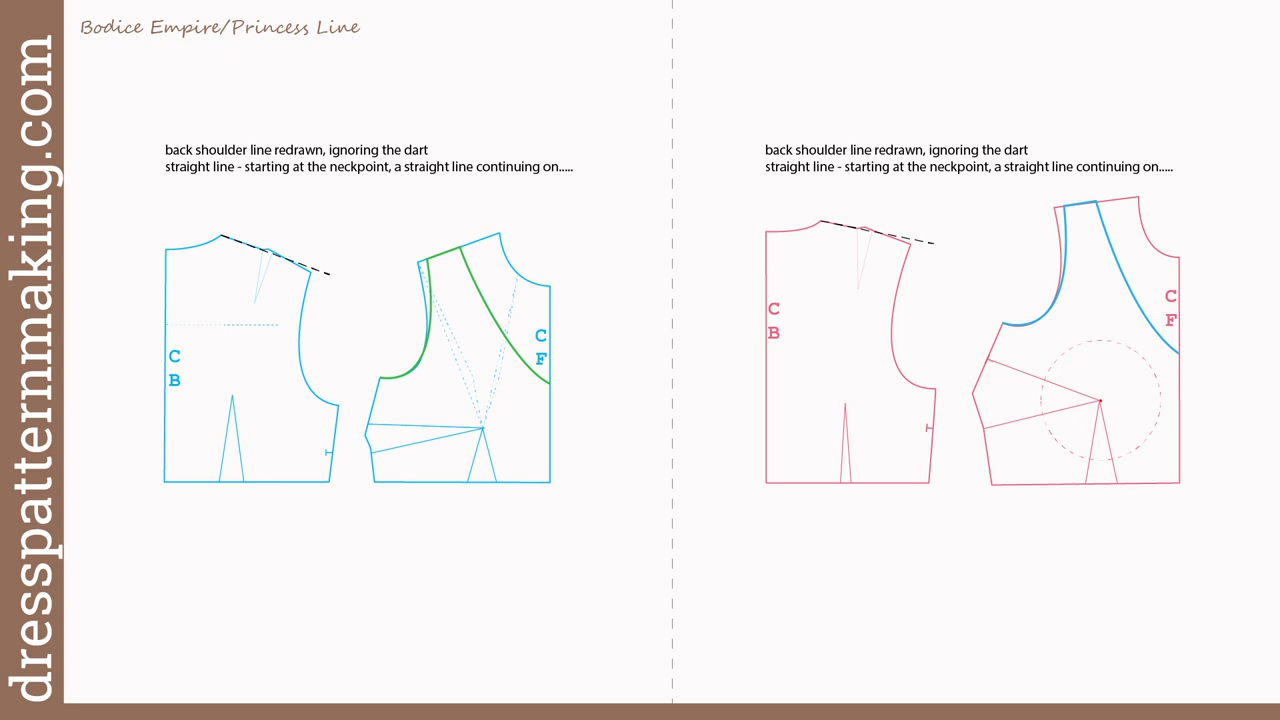 dresspatternmaking.com
Bodice Empire/Princess Line
back shoulder line redrawn, ignoring the dart
straight line - starting at the neckpoint, a straight line continuing on.....
C
B
C
F
back shoulder line redrawn, ignoring the dart
straight line - starting at the neckpoint, a straight line continuing on.....
C
B
C
F